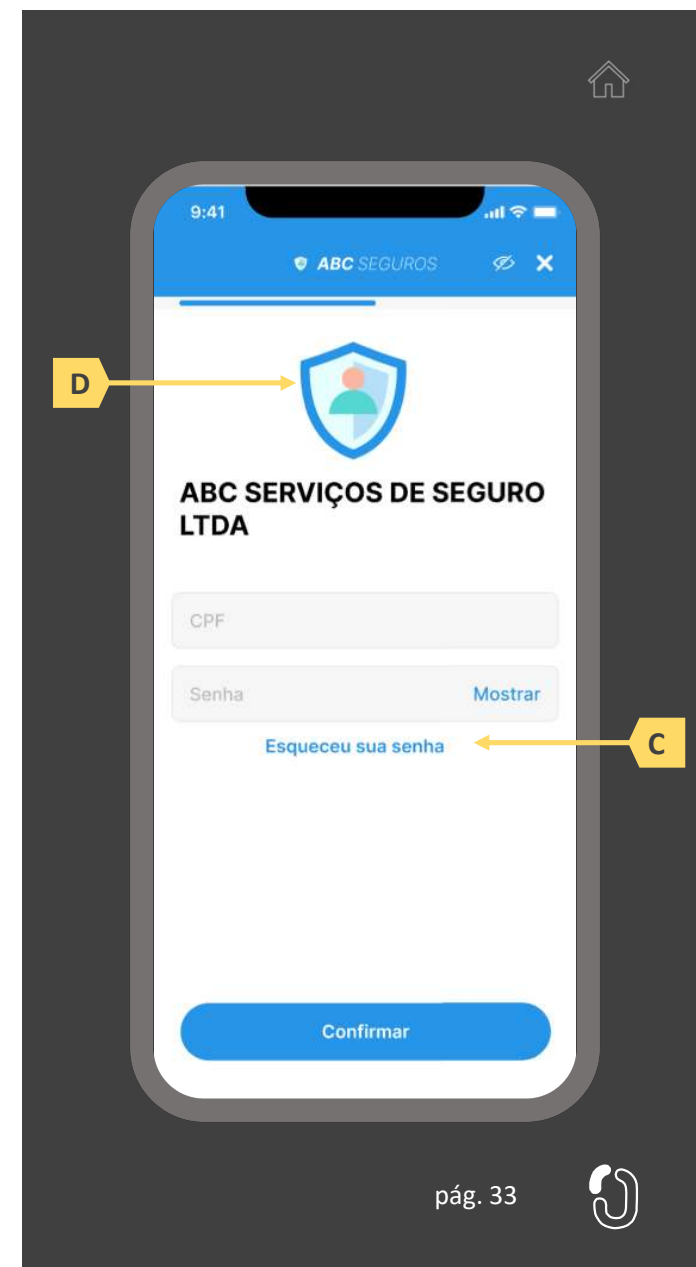 9:41
ABC SEGUROS
D
ABC SERVIÇOS DE SEGURO
LTDA
CPF
Senha
Mostrar
Esqueceu sua senha
C
Confirmar
pág. 33